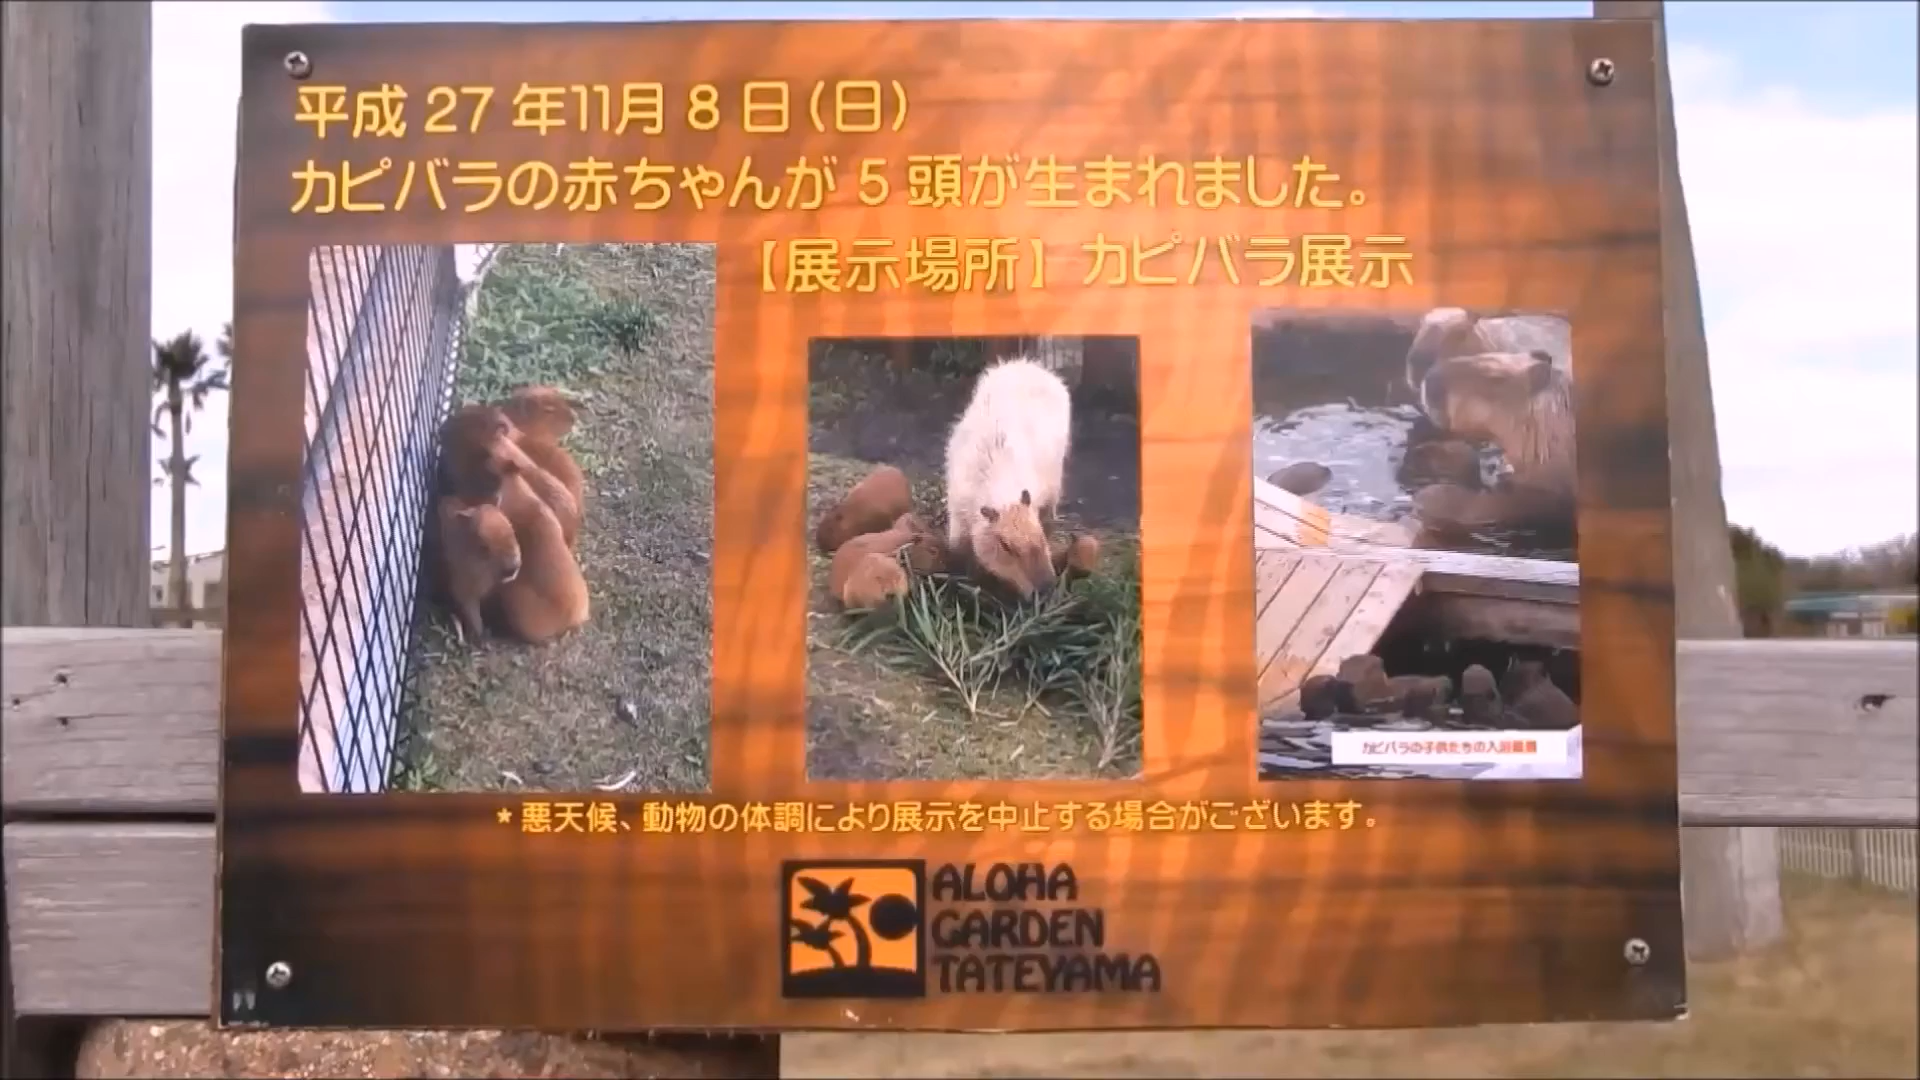 平成 27 年11月 8 日(日)
カピバラの赤ちゃんが 5 頭が生まれました。
【展示場所】カピバラ展示
カピバラの子供たちの入浴風景
*悪天候、動物の体調により展示を中止する場合がございます。
ALOHA
GARDEN
TATEYAMA